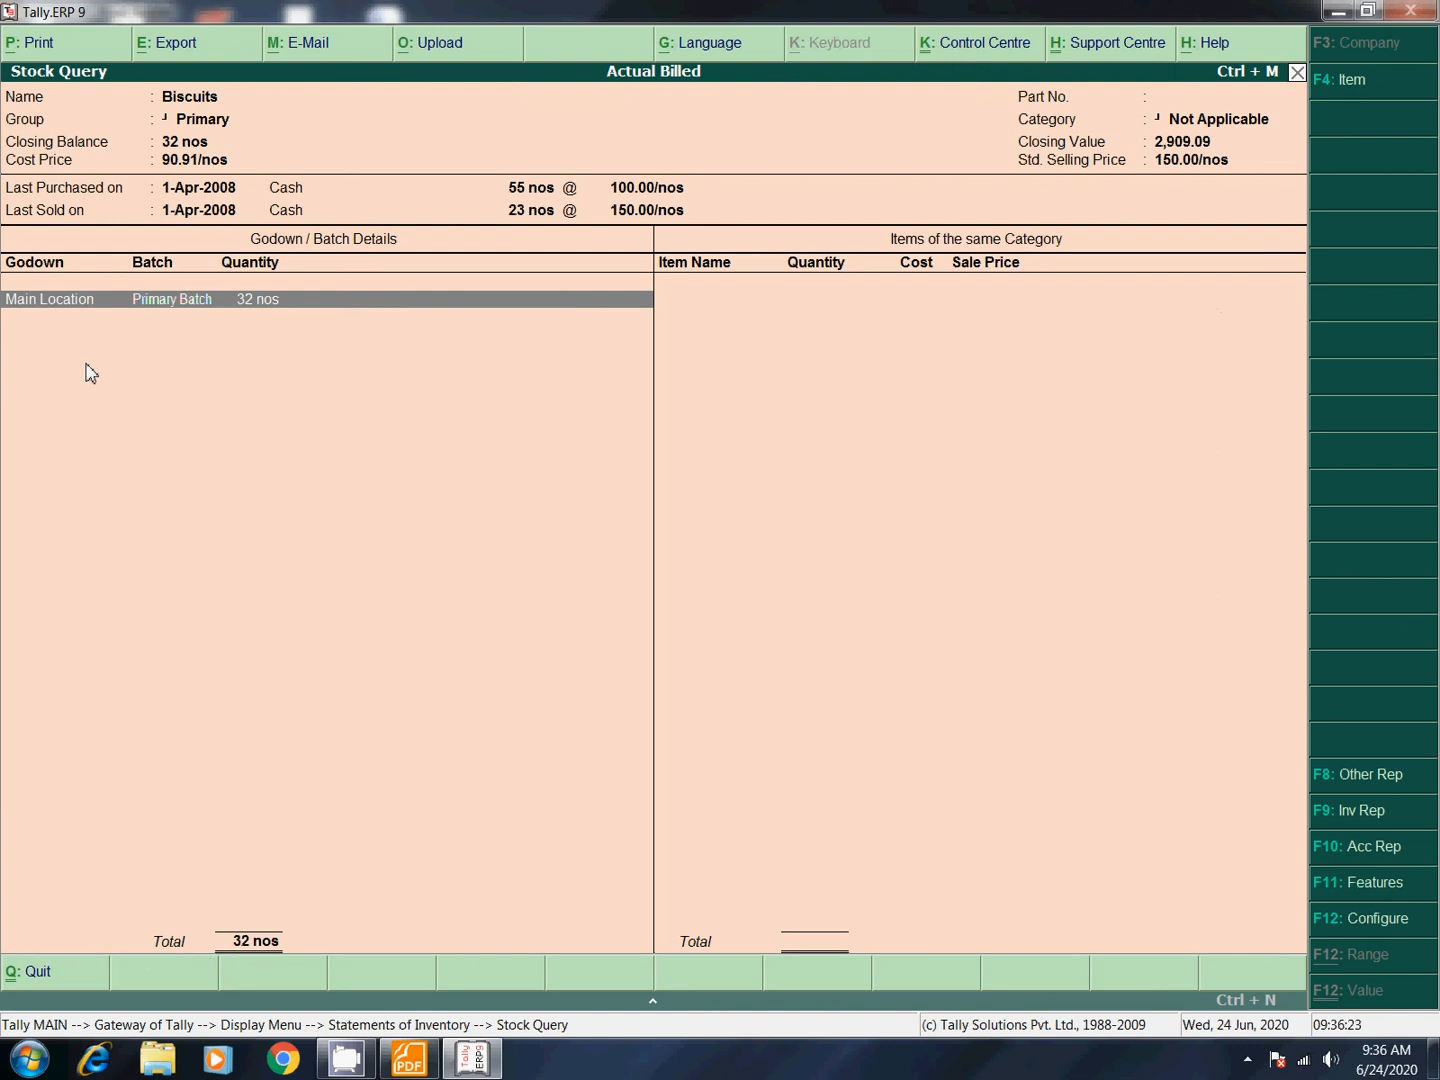 Tally.ERP 9
P: Print E: Export M: E-Mail O: Upload G: Language K: Keyboard K: Control Centre H: Support Centre H: Help
Stock Query Actual Billed Ctrl + M
Name : Biscuits Part No. :
Group : ┘ Primary Category : ┘ Not Applicable
Closing Balance : 32 nos Closing Value : 2,909.09
Cost Price : 90.91/nos Std. Selling Price : 150.00/nos
Last Purchased on : 1-Apr-2008 Cash 55 nos @ 100.00/nos
Last Sold on : 1-Apr-2008 Cash 23 nos @ 150.00/nos
Godown / Batch Details Items of the same Category
Godown Batch Quantity Item Name Quantity Cost Sale Price
Main Location Primary Batch 32 nos
Total 32 nos Total
Q: Quit
Ctrl + N
Tally MAIN --> Gateway of Tally --> Display Menu --> Statements of Inventory --> Stock Query (c) Tally Solutions Pvt. Ltd., 1988-2009 Wed, 24 Jun, 2020 09:36:23
F3: Company
F4: Item
F8: Other Rep
F9: Inv Rep
F10: Acc Rep
F11: Features
F12: Configure
F12: Range
F12: Value
PDF
Tally
ERP9
9:36 AM
6/24/2020